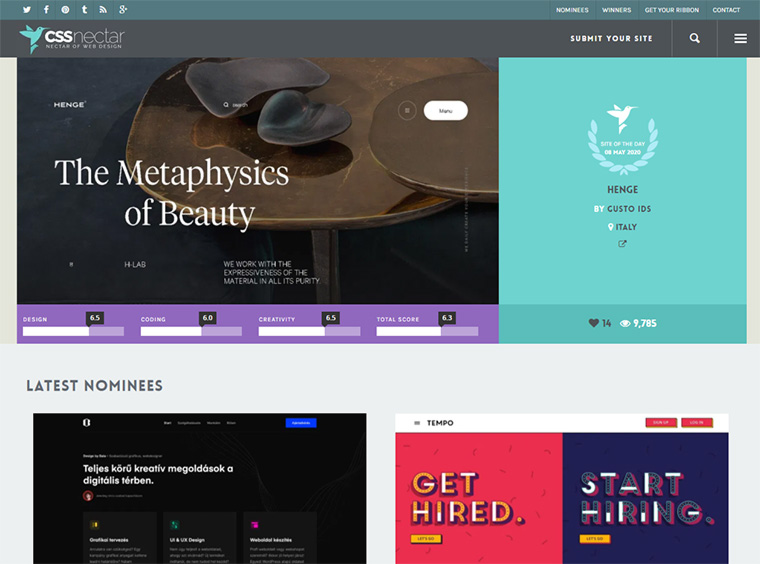 NOMINEES WINNERS GET YOUR RIBBON CONTACT
CSSnectar
NECTAR OF WEB DESIGN
SUBMIT YOUR SITE
HENGE
search
Menu
The Metaphysics
of Beauty
HI-LAB
WE WORK WITH THE
EXPRESSIVENESS OF THE
MATERIAL IN ALL ITS PURITY
SITE OF THE DAY
08 MAY 2020
HENGE
BY GUSTO IDS
ITALY
DESIGN 6.5
CODING 6.0
CREATIVITY 6.5
TOTAL SCORE 6.3
14 9,785
LATEST NOMINEES
Teljes körű kreatív megoldások a
digitális térben.
Grafikai tervezés
UI & UX Design
Weboldal készítés
TEMPO
SIGN UP
LOG IN
GET
HIRED.
LET'S GO
START
HIRING.
LET'S GO